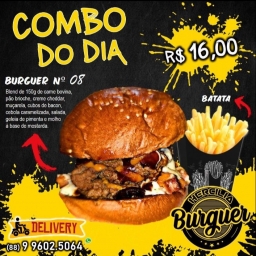 COMBO
DO DIA
R$ 16,00
BURGUER Nº 08
Blend de 150g de carne bovina,
pão brioche, creme cheddar,
muçarela, cubos de bacon,
cebola caramelizada, salada,
geleia de pimenta e molho
à base de mostarda.
BATATA
HERCILIA
Burguer
DELIVERY
(88) 9 9602.5064